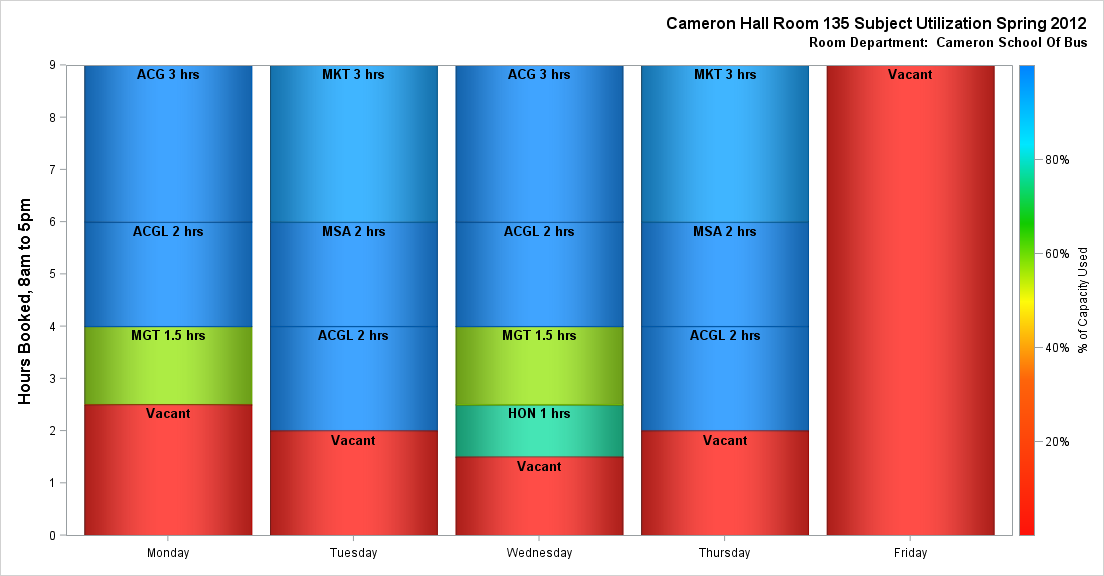 Cameron Hall Room 135 Subject Utilization Spring 2012
Room Department:  Cameron School Of Bus
Hours Booked, 8am to 5pm
9
8
7
6
5
4
3
2
1
0
ACG 3 hrs
ACGL 2 hrs
MGT 1.5 hrs
Vacant
MKT 3 hrs
MSA 2 hrs
ACGL 2 hrs
Vacant
ACG 3 hrs
ACGL 2 hrs
MGT 1.5 hrs
HON 1 hrs
Vacant
MKT 3 hrs
MSA 2 hrs
ACGL 2 hrs
Vacant
Vacant
Monday
Tuesday
Wednesday
Thursday
Friday
80%
60%
40%
20%
% of Capacity Used